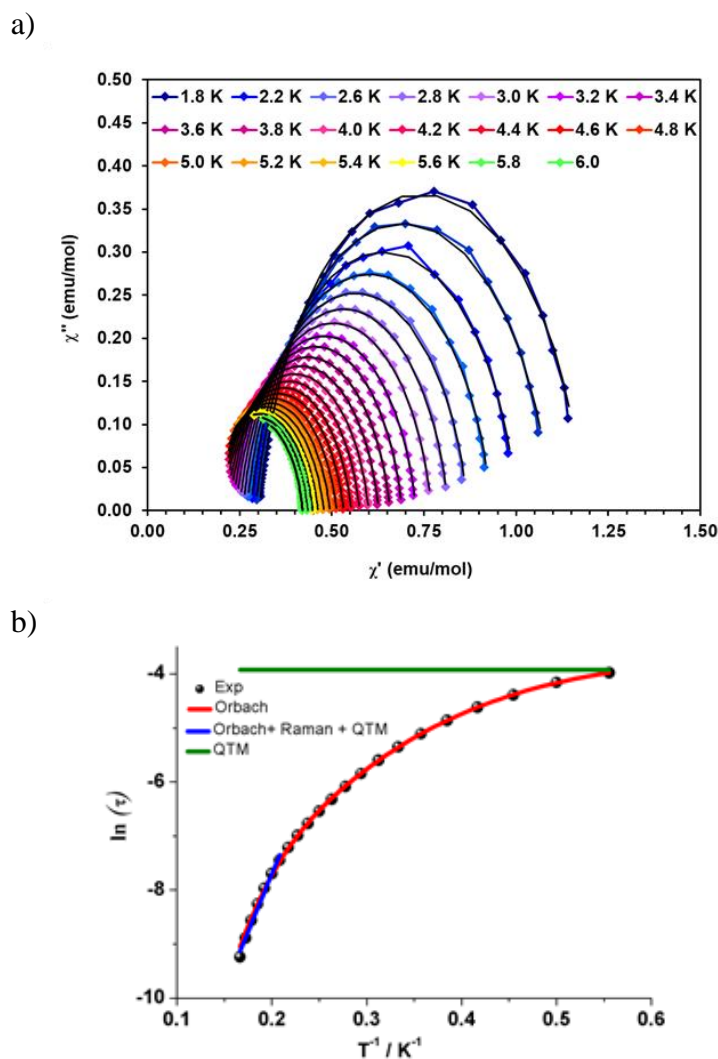 a)
0.50
1.8 K 2.2 K 2.6 K 2.8 K 3.0 K 3.2 K 3.4 K
0.45
3.6 K 3.8 K 4.0 K 4.2 K 4.4 K 4.6 K 4.8 K
0.40
5.0 K 5.2 K 5.4 K 5.6 K 5.8 6.0
0.35
0.30
0.25
0.20
0.15
0.10
0.05
0.00
χ'' (emu/mol)
0.00 0.25 0.50 0.75 1.00 1.25 1.50
χ' (emu/mol)
b)
-4
Exp
Orbach
Orbach+ Raman + QTM
QTM
-6
-8
-10
ln (τ)
0.1 0.2 0.3 0.4 0.5 0.6
T⁻¹ / K⁻¹